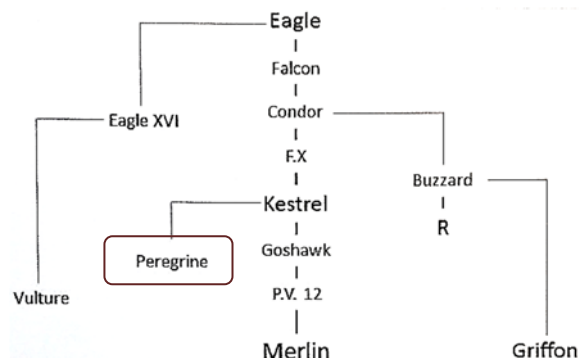 Eagle
Falcon
Eagle XVI
Condor
F.X
Buzzard
Kestrel
R
Peregrine
Goshawk
Vulture
P.V. 12
Merlin
Griffon